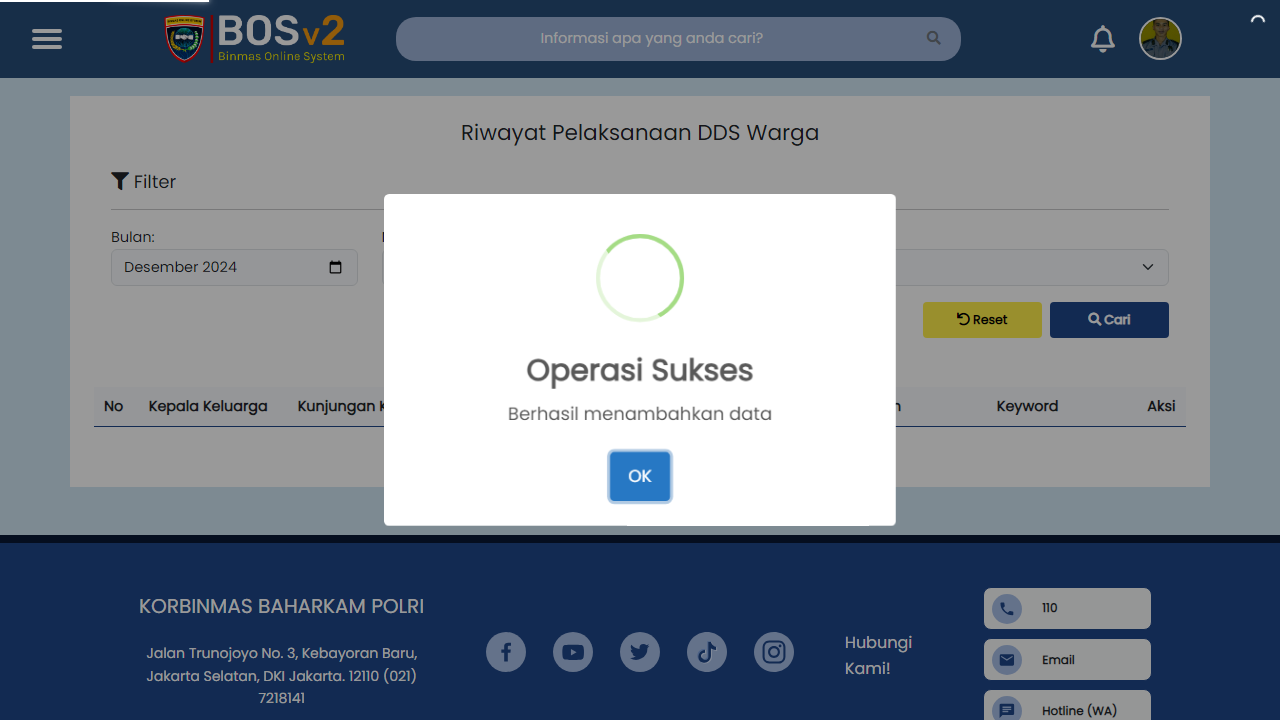 BOSv2
Binmas Online System
Informasi apa yang anda cari?
Riwayat Pelaksanaan DDS Warga
Filter
Bulan:
Desember 2024
Reset
Cari
No
Kepala Keluarga
Kunjungan
Keyword
Aksi
Operasi Sukses
Berhasil menambahkan data
OK
KORBINMAS BAHARKAM POLRI
Jalan Trunojoyo No. 3, Kebayoran Baru,
Jakarta Selatan, DKI Jakarta. 12110 (021)
7218141
Hubungi
Kami!
110
Email
Hotline (WA)